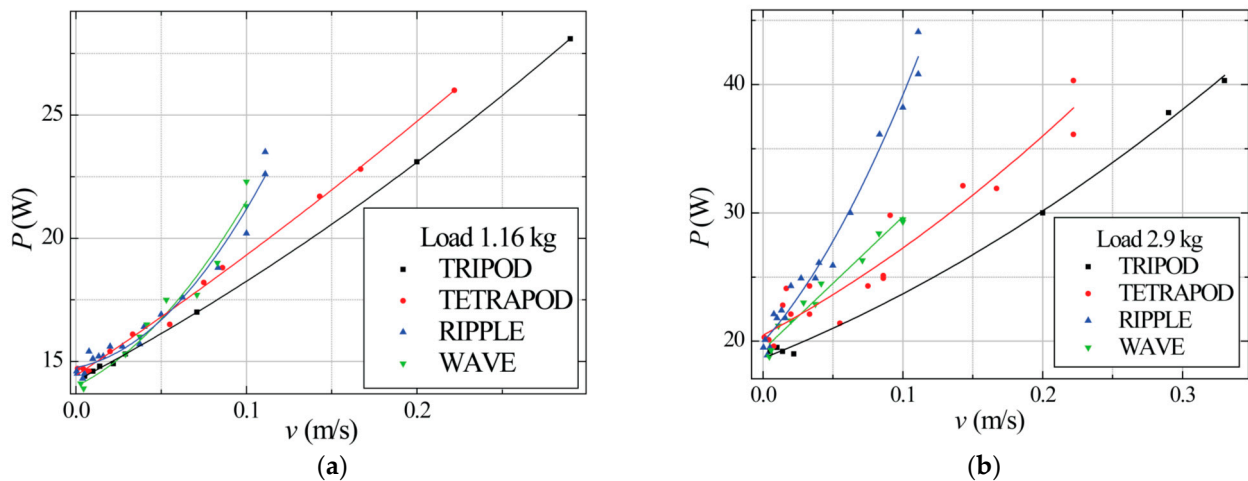 25
20
15
P (W)
Load 1.16 kg
TRIPOD
TETRAPOD
RIPPLE
WAVE
0.0 0.1 0.2
v (m/s)
(a)
40
30
20
P (W)
Load 2.9 kg
TRIPOD
TETRAPOD
RIPPLE
WAVE
0.0 0.1 0.2 0.3
v (m/s)
(b)